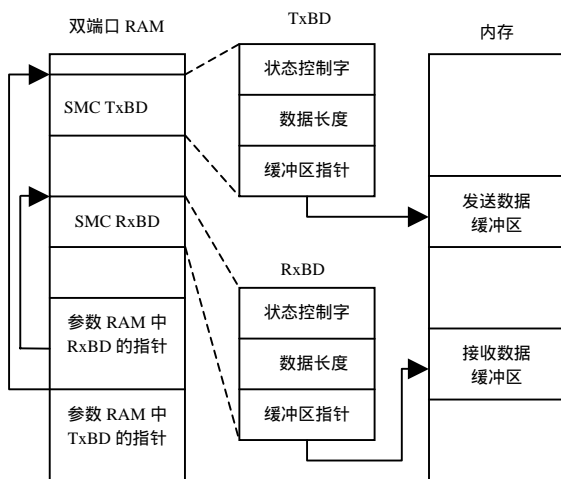 双端口 RAM
SMC TxBD
SMC RxBD
参数 RAM 中
RxBD 的指针
参数 RAM 中
TxBD 的指针
TxBD
状态控制字
数据长度
缓冲区指针
RxBD
状态控制字
数据长度
缓冲区指针
内存
发送数据
缓冲区
接收数据
缓冲区